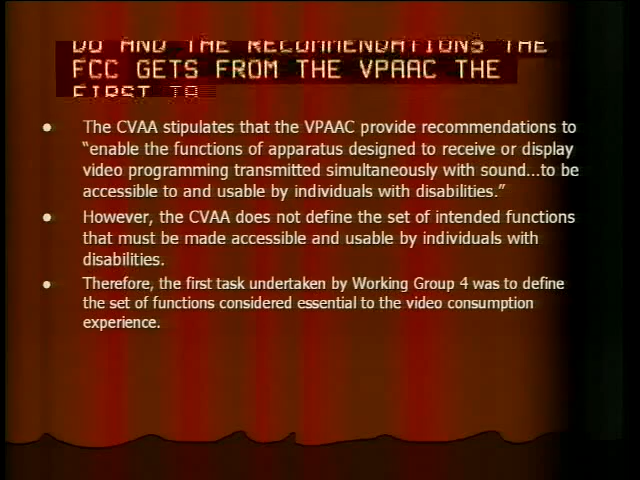 DO AND THE RECOMMENDATIONS THE
FCC GETS FROM THE VPAAC THE
FIRST TA
• The CVAA stipulates that the VPAAC provide recommendations to
“enable the functions of apparatus designed to receive or display
video programming transmitted simultaneously with sound…to be
accessible to and usable by individuals with disabilities.”
• However, the CVAA does not define the set of intended functions
that must be made accessible and usable by individuals with
disabilities.
• Therefore, the first task undertaken by Working Group 4 was to define
the set of functions considered essential to the video consumption
experience.